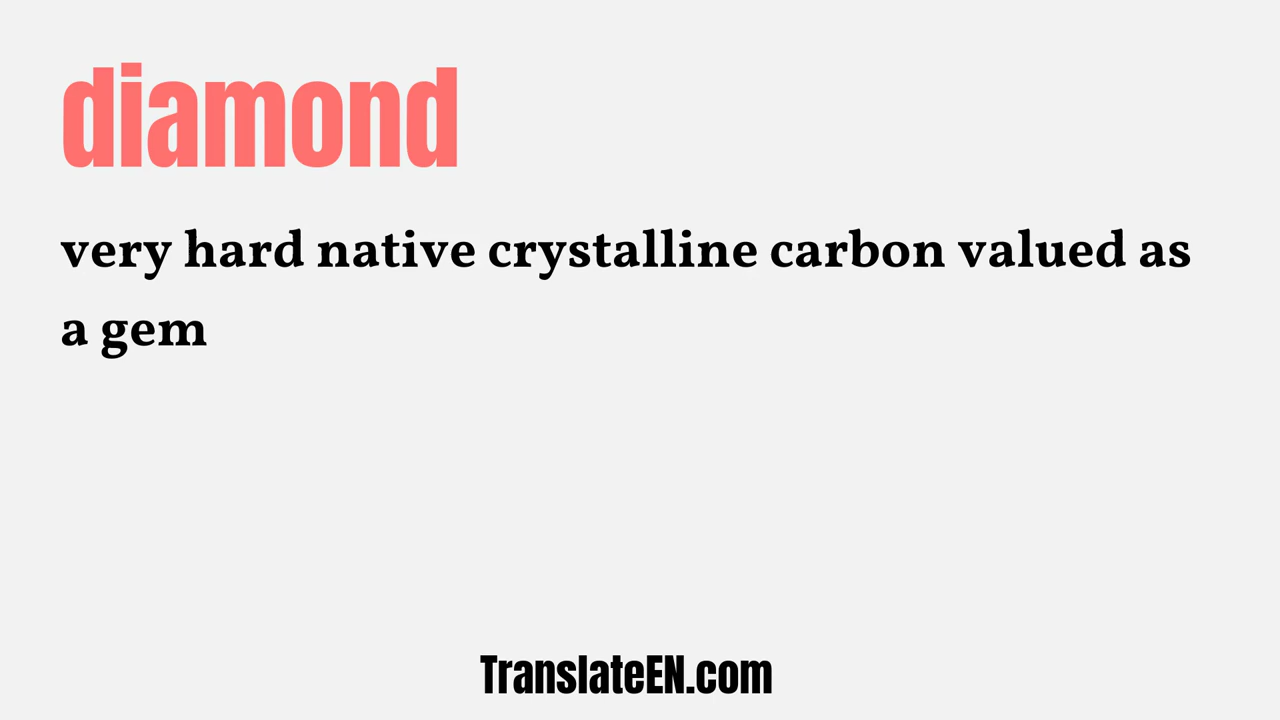 diamond
very hard native crystalline carbon valued as
a gem
TranslateEN.com